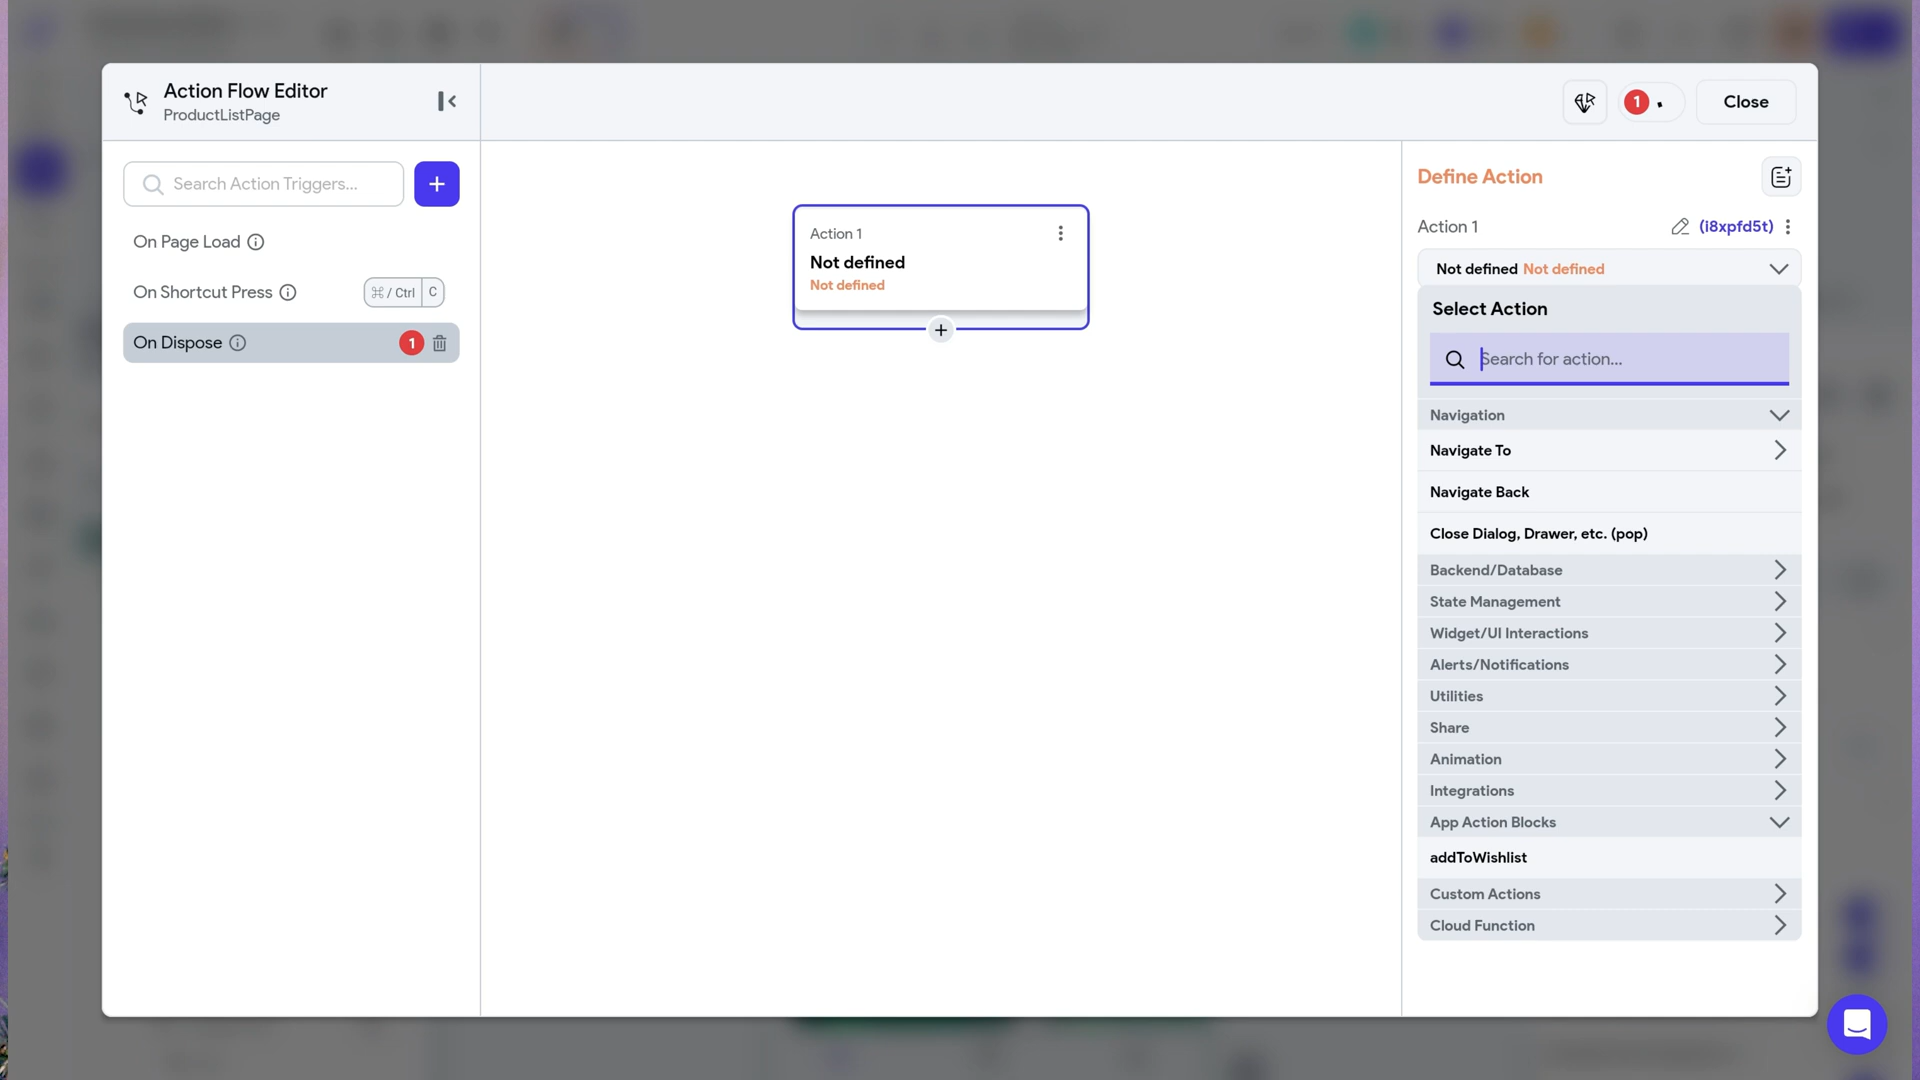 Action Flow Editor
ProductListPage
1
Close
Search Action Triggers...
On Page Load
On Shortcut Press
⌘ / Ctrl C
On Dispose
1
Action 1
Not defined
Not defined
Define Action
Action 1
(i8xpfd5t)
Not defined Not defined
Select Action
Search for action...
Navigation
Navigate To
Navigate Back
Close Dialog, Drawer, etc. (pop)
Backend/Database
State Management
Widget/UI Interactions
Alerts/Notifications
Utilities
Share
Animation
Integrations
App Action Blocks
addToWishlist
Custom Actions
Cloud Function